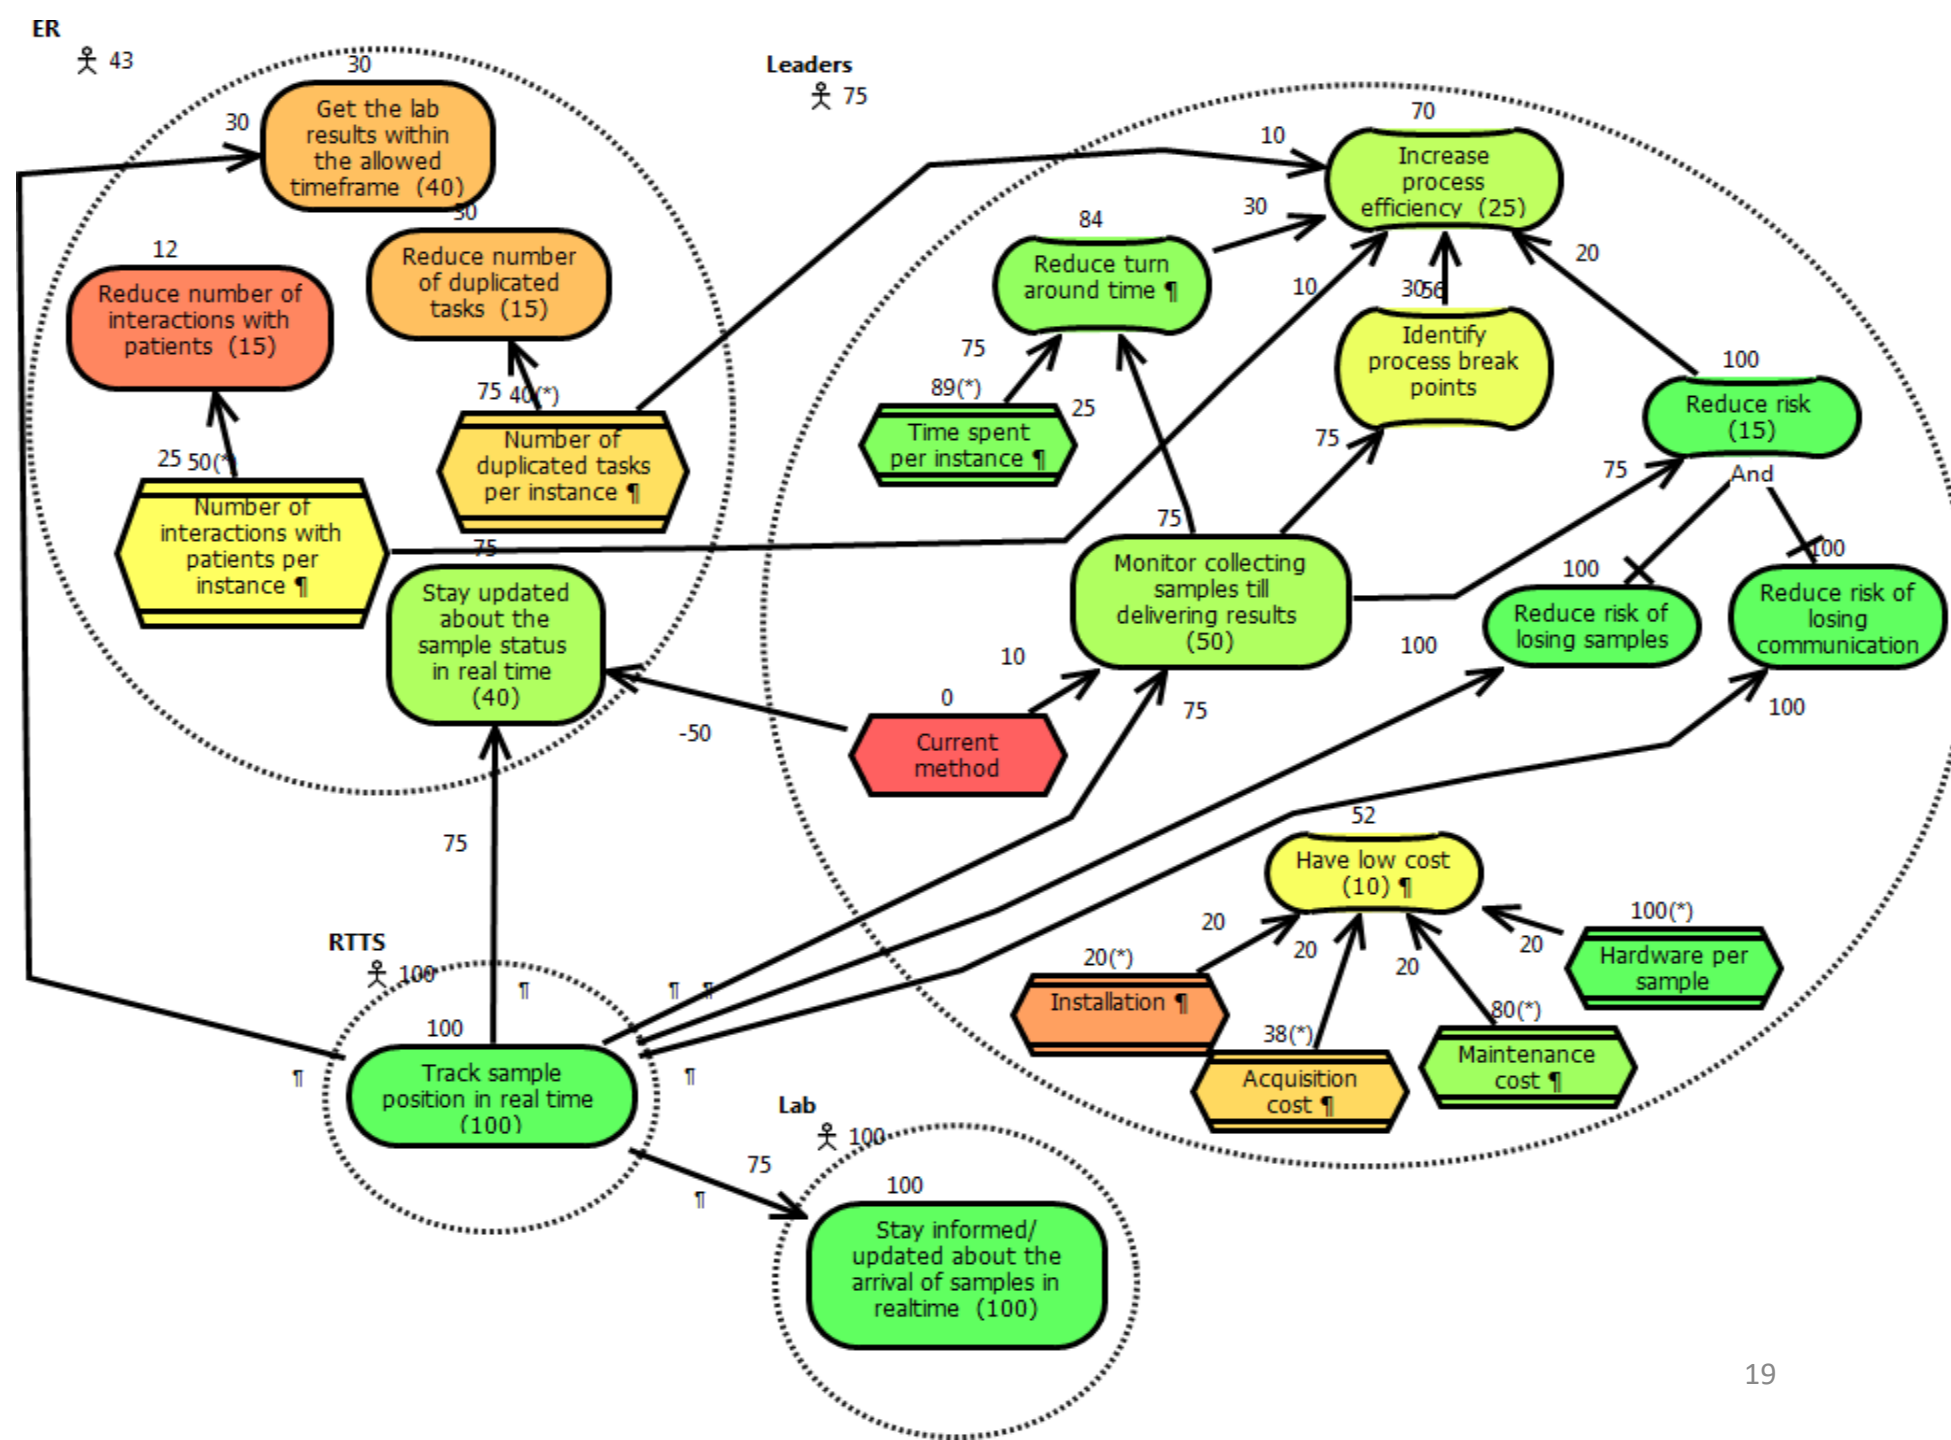 ER
43
30
Get the lab
results within
the allowed
timeframe (40)
30
30
Reduce number
of duplicated
tasks (15)
12
Reduce number of
interactions with
patients (15)
75 40(*)
Number of
duplicated tasks
per instance ¶
25 50(*)
Number of
interactions with
patients per
instance ¶
75
Stay updated
about the
sample status
in real time
(40)
-50
75
Leaders
75
70
Increase
process
efficiency (25)
10
30
10
30
20
84
Reduce turn
around time ¶
75
25
89(*)
Time spent
per instance ¶
56
Identify
process break
points
75
100
Reduce risk
(15)
And
75
75
Monitor collecting
samples till
delivering results
(50)
10
75
0
Current
method
100
Reduce risk of
losing samples
100
100
Reduce risk of
losing
communication
100
52
Have low cost
(10) ¶
20
20
20
20
20(*)
Installation ¶
38(*)
Acquisition
cost ¶
80(*)
Maintenance
cost ¶
100(*)
Hardware per
sample
RTTS
100
100
Track sample
position in real time
(100)
¶
¶
¶ ¶
¶
¶
75
Lab
100
100
Stay informed/
updated about the
arrival of samples in
realtime (100)
19